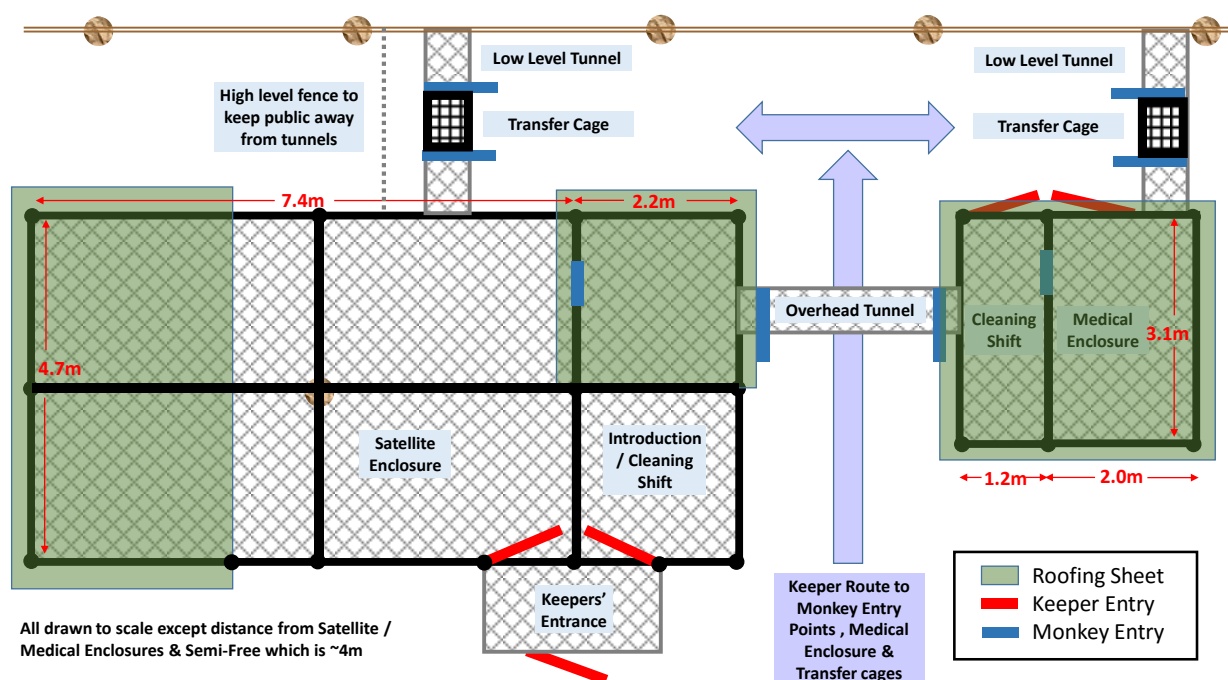 Low Level Tunnel
Low Level Tunnel
High level fence to
keep public away
from tunnels
Transfer Cage
Transfer Cage
7.4m
2.2m
Overhead Tunnel
Cleaning
Shift
Medical
Enclosure
3.1m
4.7m
Satellite
Enclosure
Introduction
/ Cleaning
Shift
1.2m
2.0m
Keepers’
Entrance
Keeper Route to
Monkey Entry
Points , Medical
Enclosure &
Transfer cages
Roofing Sheet
Keeper Entry
Monkey Entry
All drawn to scale except distance from Satellite /
Medical Enclosures & Semi-Free which is ~4m